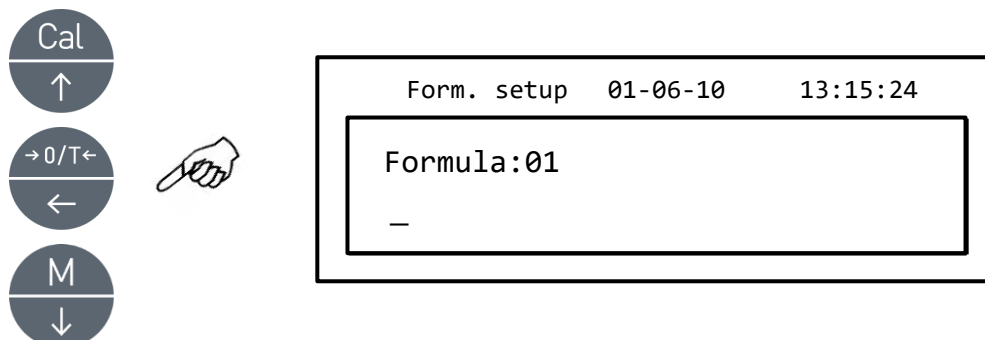 Cal
↑
→0/T←
←
M
↓
Form. setup 01-06-10 13:15:24
Formula:01
_